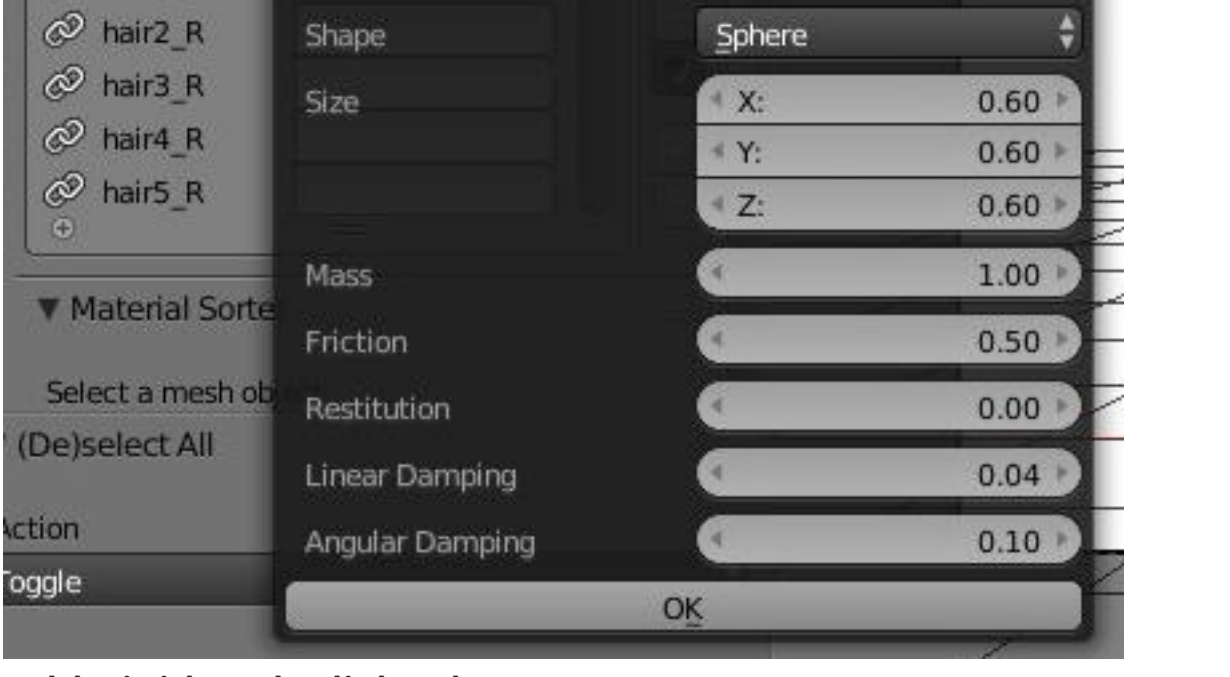 hair2_R
hair3_R
hair4_R
hair5_R
Material Sorte
Select a mesh object
(De)select All
Action
Toggle
Shape Sphere
Size X: 0.60
Y: 0.60
Z: 0.60
Mass 1.00
Friction 0.50
Restitution 0.00
Linear Damping 0.04
Angular Damping 0.10
OK